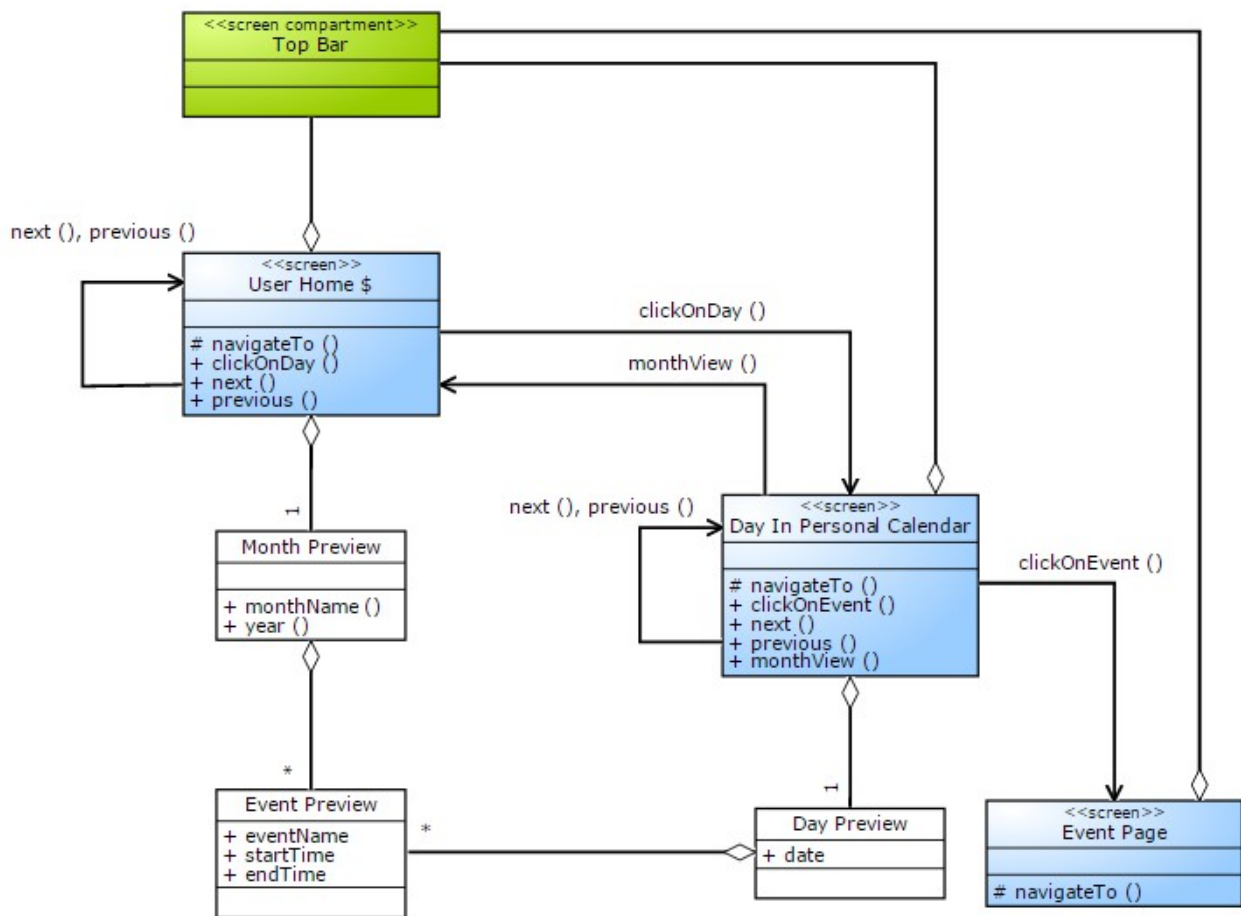 <<screen compartment>>
Top Bar
next (), previous ()
<<screen>>
User Home $
# navigateTo ()
+ clickOnDay ()
+ next ()
+ previous ()
clickOnDay ()
monthView ()
next (), previous ()
<<screen>>
Day In Personal Calendar
# navigateTo ()
+ clickOnEvent ()
+ next ()
+ previous ()
+ monthView ()
clickOnEvent ()
1
Month Preview
+ monthName ()
+ year ()
*
Event Preview
+ eventName
+ startTime
+ endTime
*
1
Day Preview
+ date
<<screen>>
Event Page
# navigateTo ()